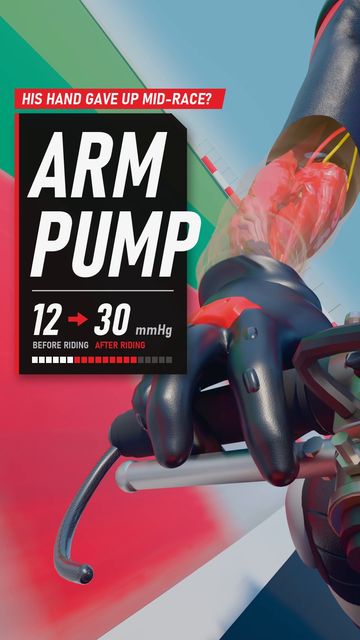 HIS HAND GAVE UP MID-RACE?
ARM
PUMP
12 → 30 mmHg
BEFORE RIDING AFTER RIDING